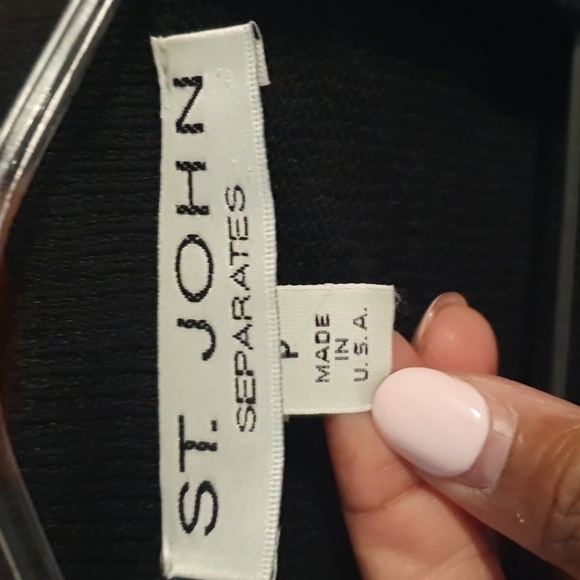 ST. JOHN
SEPARATES
P
MADE
IN
U.S.A.